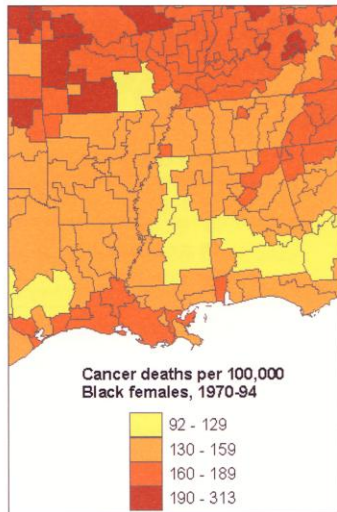 Cancer deaths per 100,000
Black females, 1970-94
92 - 129
130 - 159
160 - 189
190 - 313